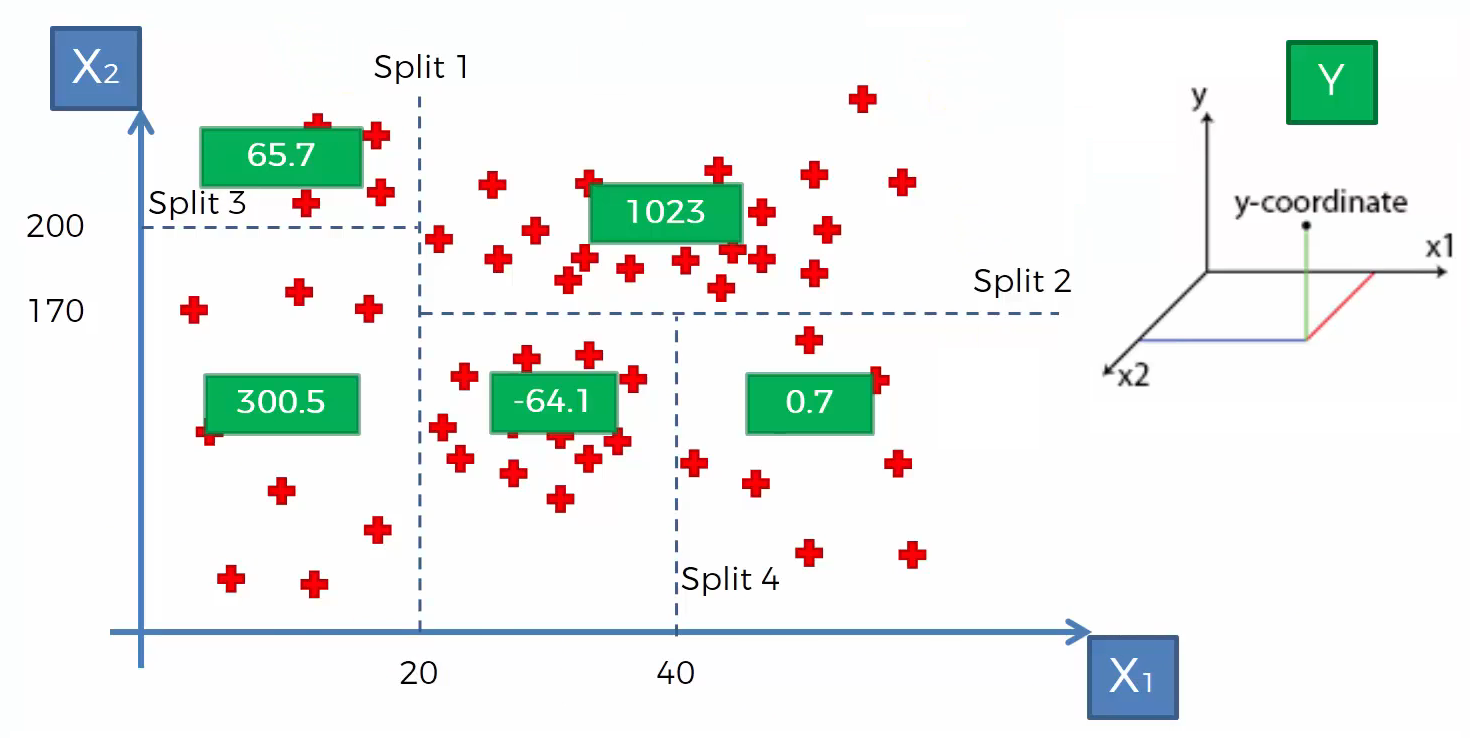 X2
Split 1
Y
y
65.7
Split 3
1023
y-coordinate
200
x1
170
Split 2
x2
300.5
-64.1
0.7
Split 4
20
40
X1